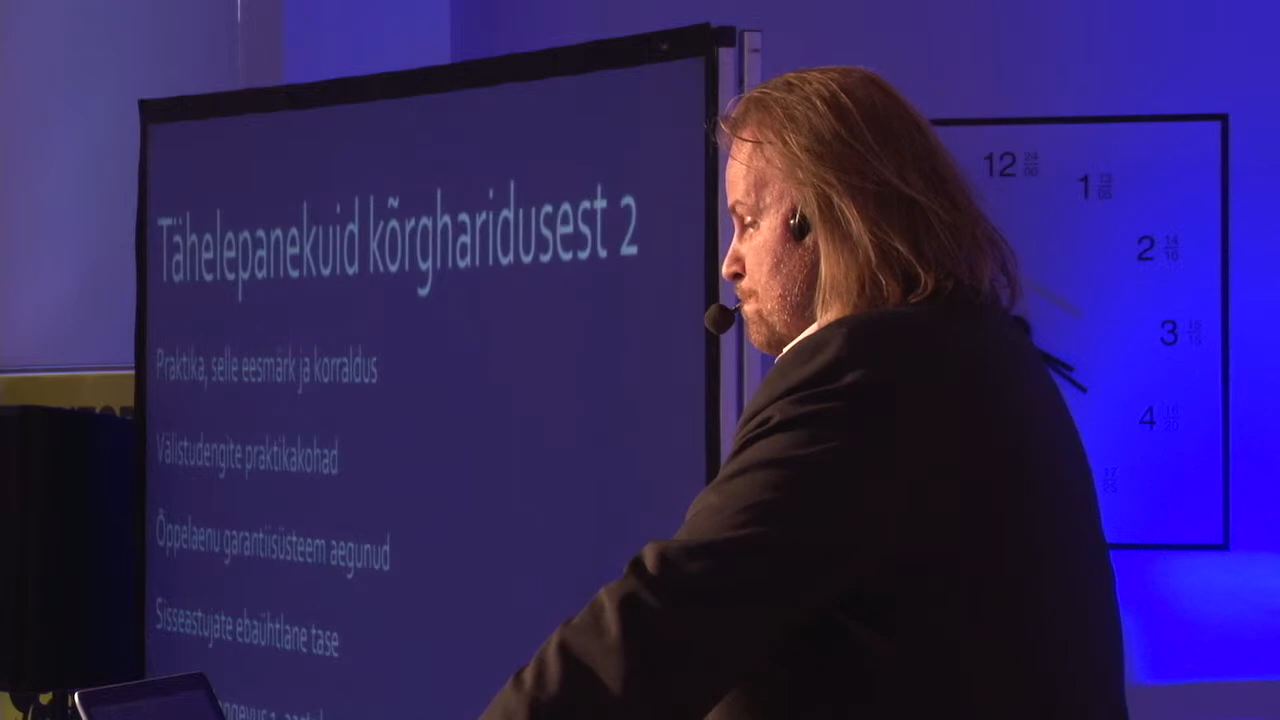 Tähelepanekuid kõrgharidusest 2
Praktika, selle eesmärk ja korraldus
Välistudengite praktikakohad
Õppelaenu garantiisüsteem aegunud
Sisseastujate ebaühtlane tase
12
1
2 14
3
4